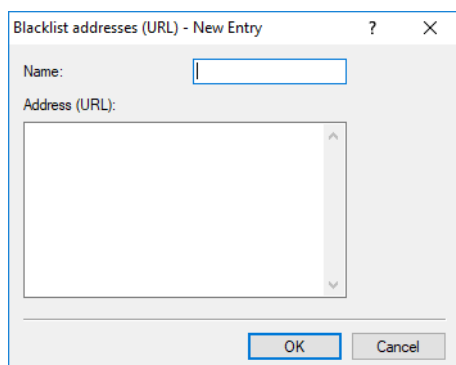 Blacklist addresses (URL) - New Entry ? ×
Name:
Address (URL):
OK Cancel